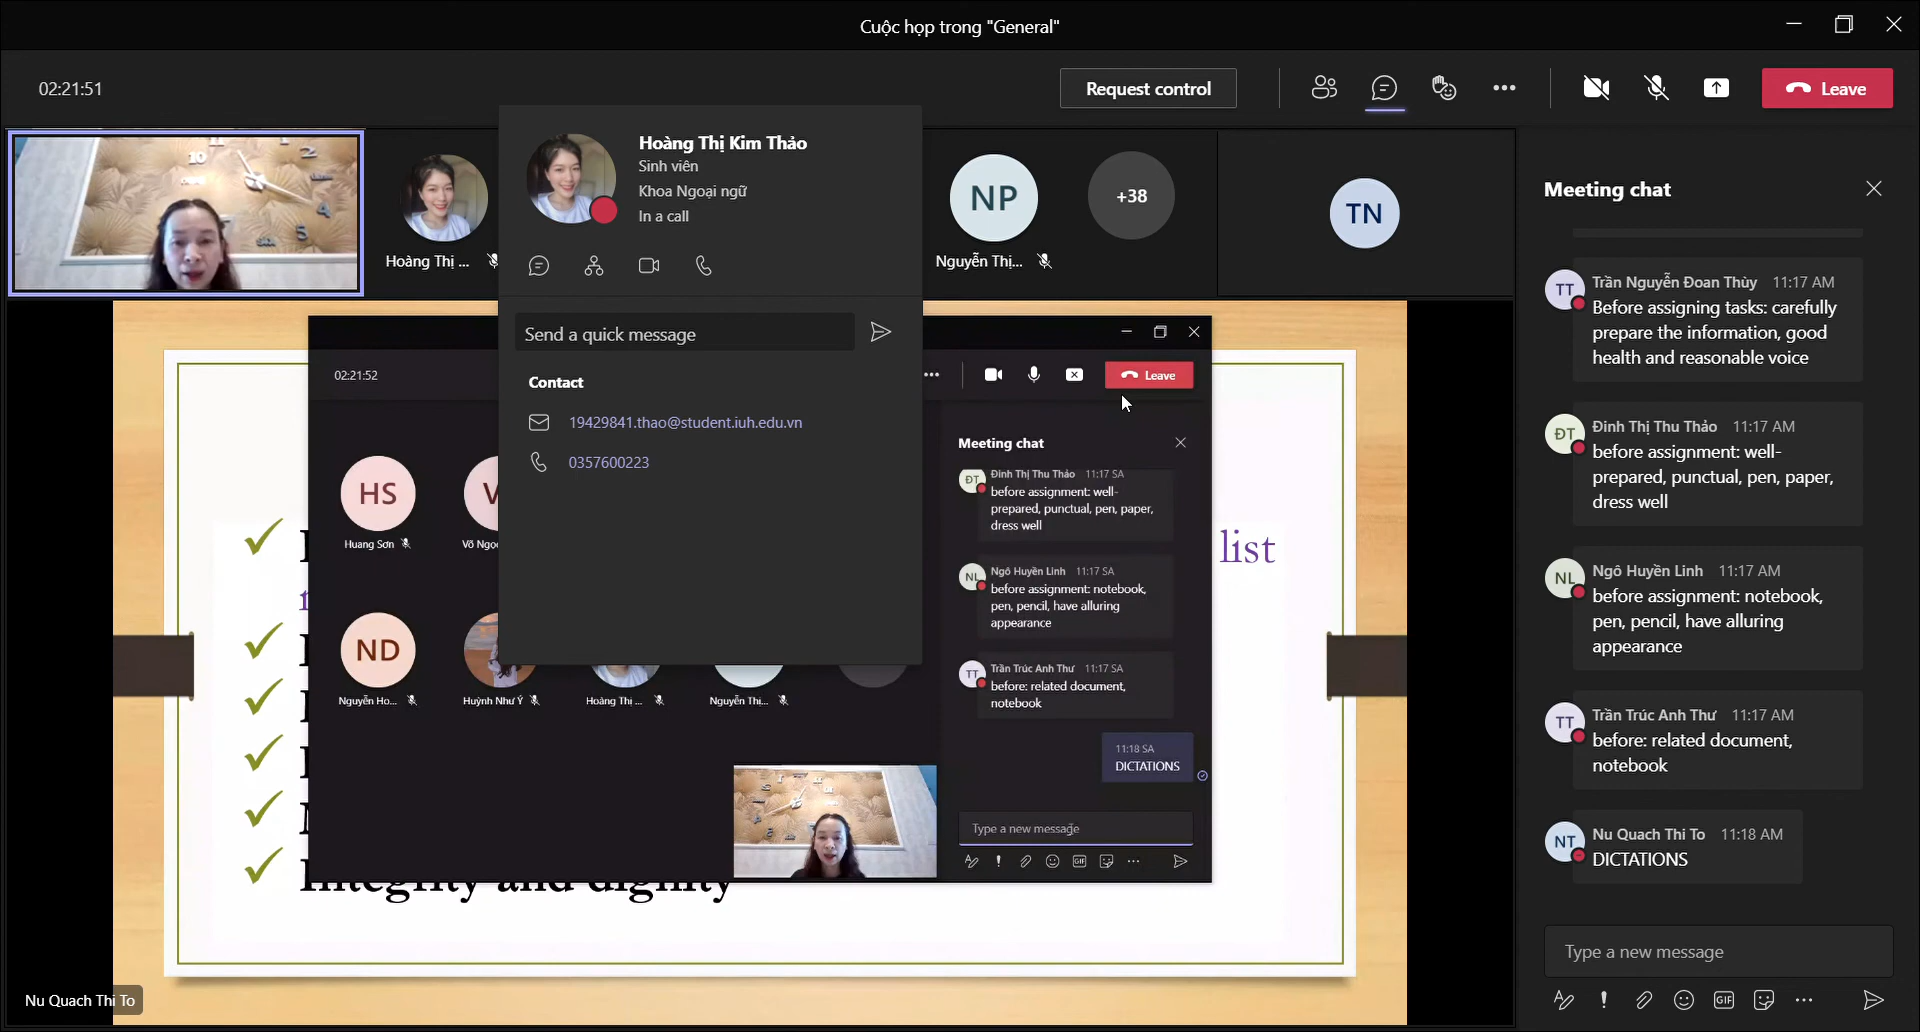 Cuộc họp trong "General"
02:21:51
Request control
Leave
Hoàng Thị ...
Hoàng Thị Kim Thảo
Sinh viên
Khoa Ngoại ngữ
In a call
Send a quick message
Contact
19429841.thao@student.iuh.edu.vn
0357600223
NP
Nguyễn Thị...
+38
TN
02:21:52
Leave
HS
Huang Sơn
ND
Nguyễn Ho...
Huỳnh Như Ý
Hoàng Thị ...
Nguyễn Thị...
Meeting chat
ĐT
Đinh Thị Thu Thảo 11:17 SA
before assignment: well-
prepared, punctual, pen, paper,
dress well
NL
Ngô Huyền Linh 11:17 SA
before assignment: notebook,
pen, pencil, have alluring
appearance
TT
Trần Trúc Anh Thư 11:17 SA
before: related document,
notebook
11:18 SA
DICTATIONS
Type a new message
GIF
list
Integrity and dignity
Nu Quach Thi To
Meeting chat
TT
Trần Nguyễn Đoan Thùy 11:17 AM
Before assigning tasks: carefully
prepare the information, good
health and reasonable voice
ĐT
Đinh Thị Thu Thảo 11:17 AM
before assignment: well-
prepared, punctual, pen, paper,
dress well
NL
Ngô Huyền Linh 11:17 AM
before assignment: notebook,
pen, pencil, have alluring
appearance
TT
Trần Trúc Anh Thư 11:17 AM
before: related document,
notebook
NT
Nu Quach Thi To 11:18 AM
DICTATIONS
Type a new message
GIF